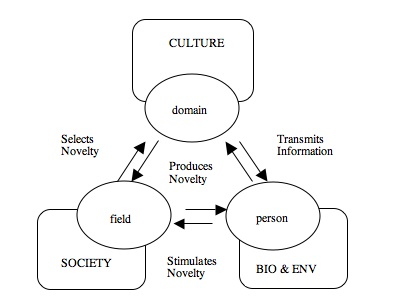 CULTURE
domain
Selects
Novelty
Transmits
Information
Produces
Novelty
field
person
SOCIETY
Stimulates
Novelty
BIO & ENV